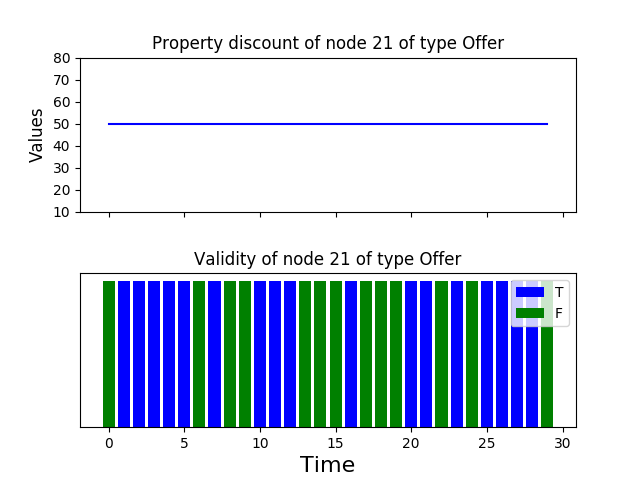 Property discount of node 21 of type Offer
80
70
60
50
40
30
20
10
Values
Validity of node 21 of type Offer
T
F
0 5 10 15 20 25 30
Time